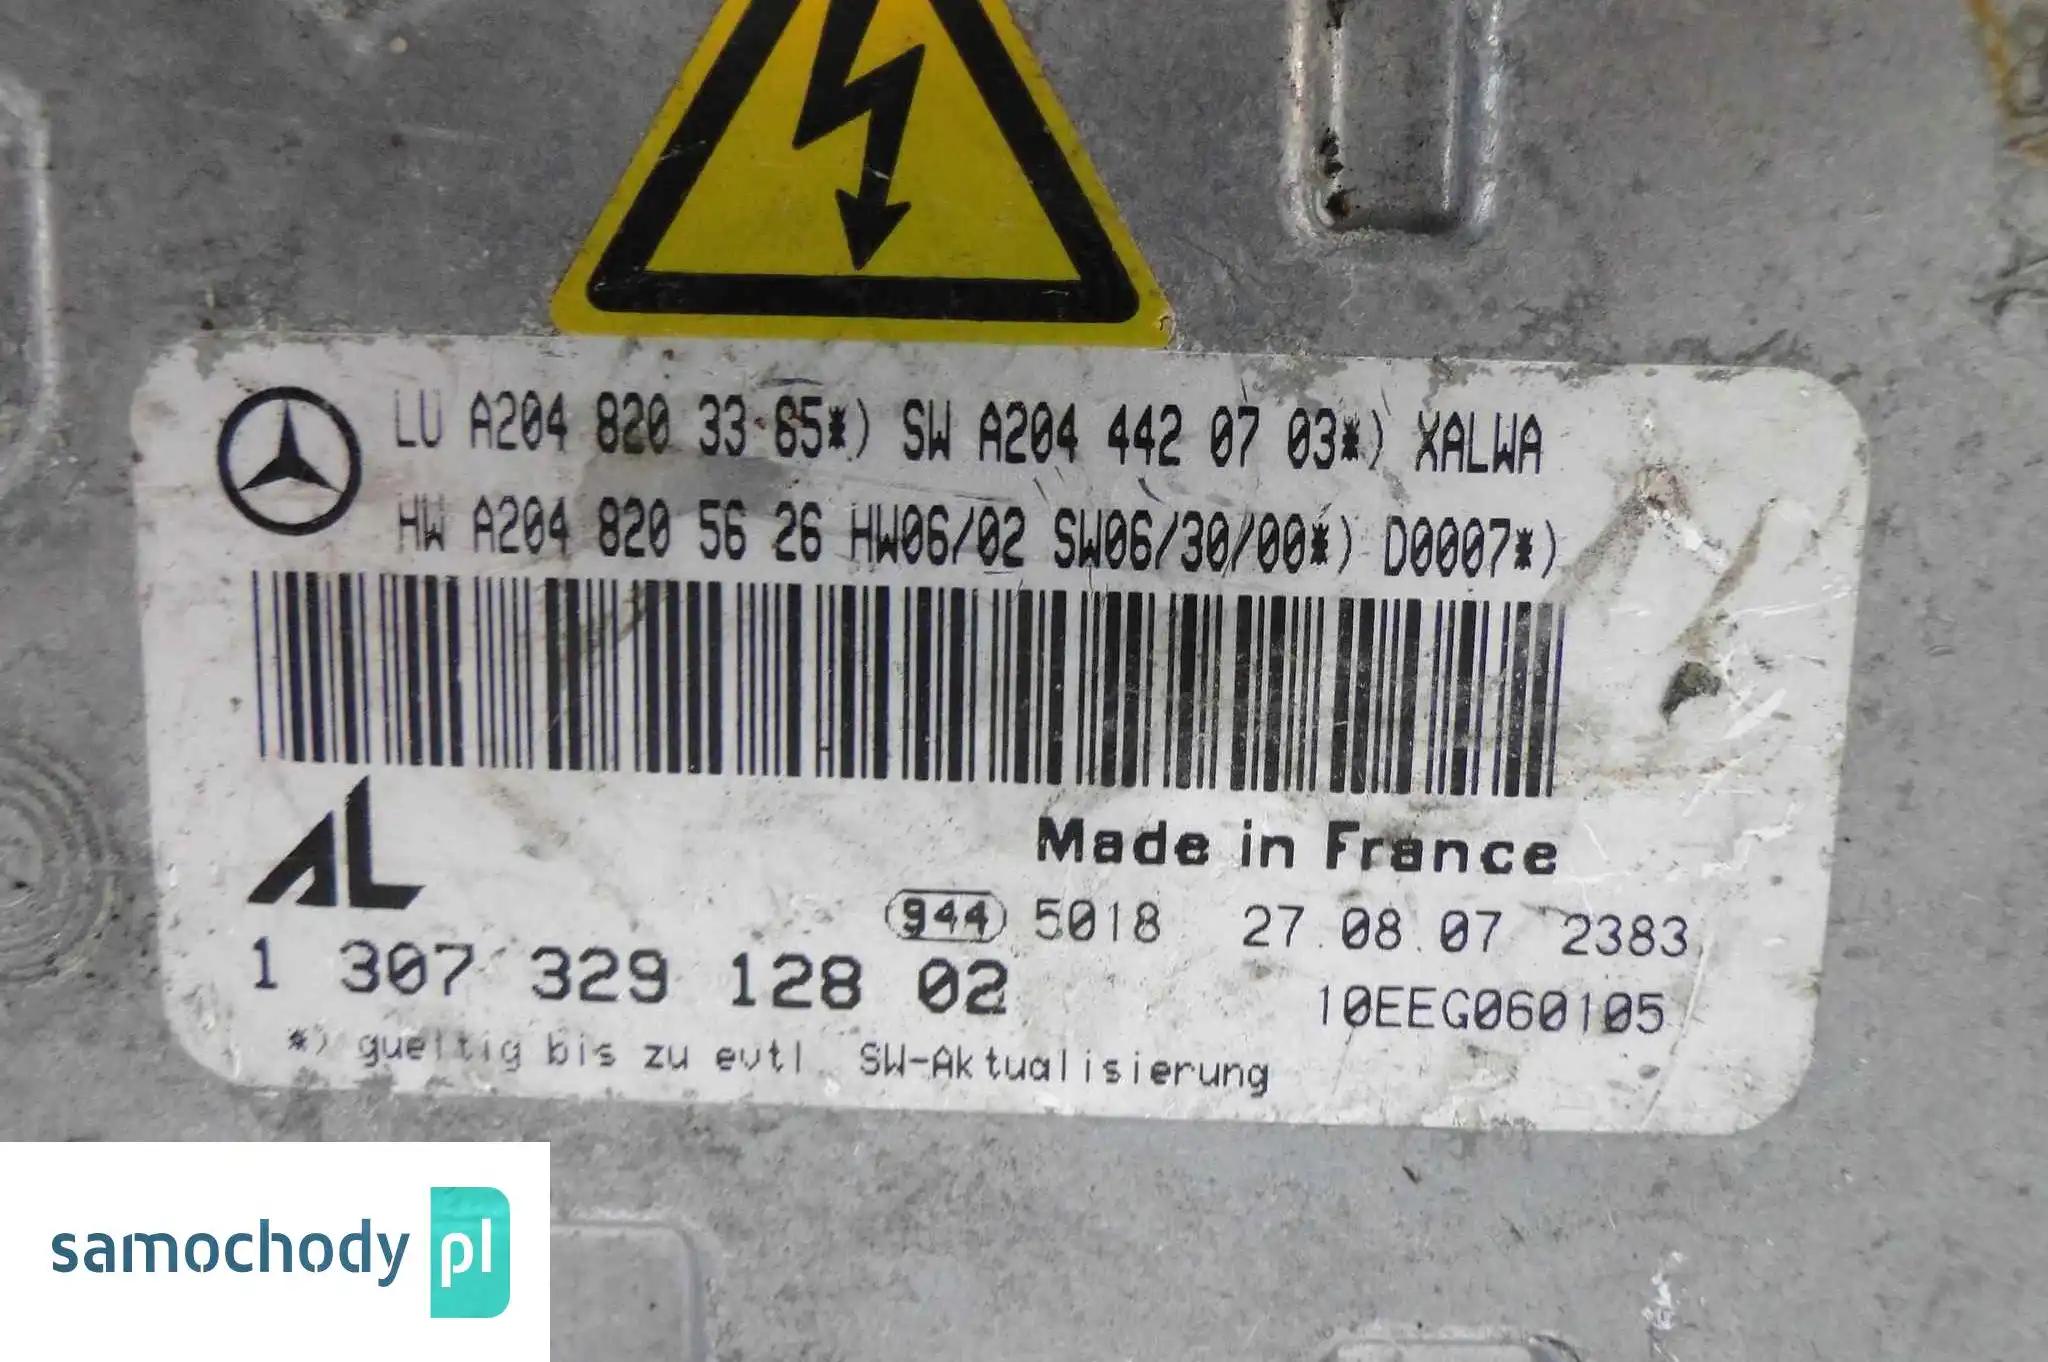 LU A204 820 33 65*) SW A204 442 07 03*) XALWA
HW A204 820 56 26 HW06/02 SW06/30/00*) D0007*)
AL
Made in France
944 5018 27.08.07 2383
1 307 329 128 02
10EEG060105
*) gueltig bis zu evtl. SW-Aktualisierung
samochody pl